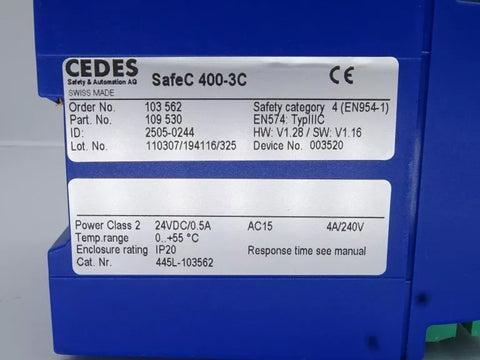 CEDES
Safety & Automation AG
SWISS MADE
SafeC 400-3C
CE
Order No. 103 562 Safety category 4 (EN954-1)
Part No. 109 530 EN574: TypIIIC
ID: 2505-0244 HW: V1.28 / SW: V1.16
Lot. No. 110307/194116/325 Device No. 003520
Power Class 2 24VDC/0.5A AC15 4A/240V
Temp.range 0..+55 °C
Enclosure rating IP20 Response time see manual
Cat. Nr. 445L-103562